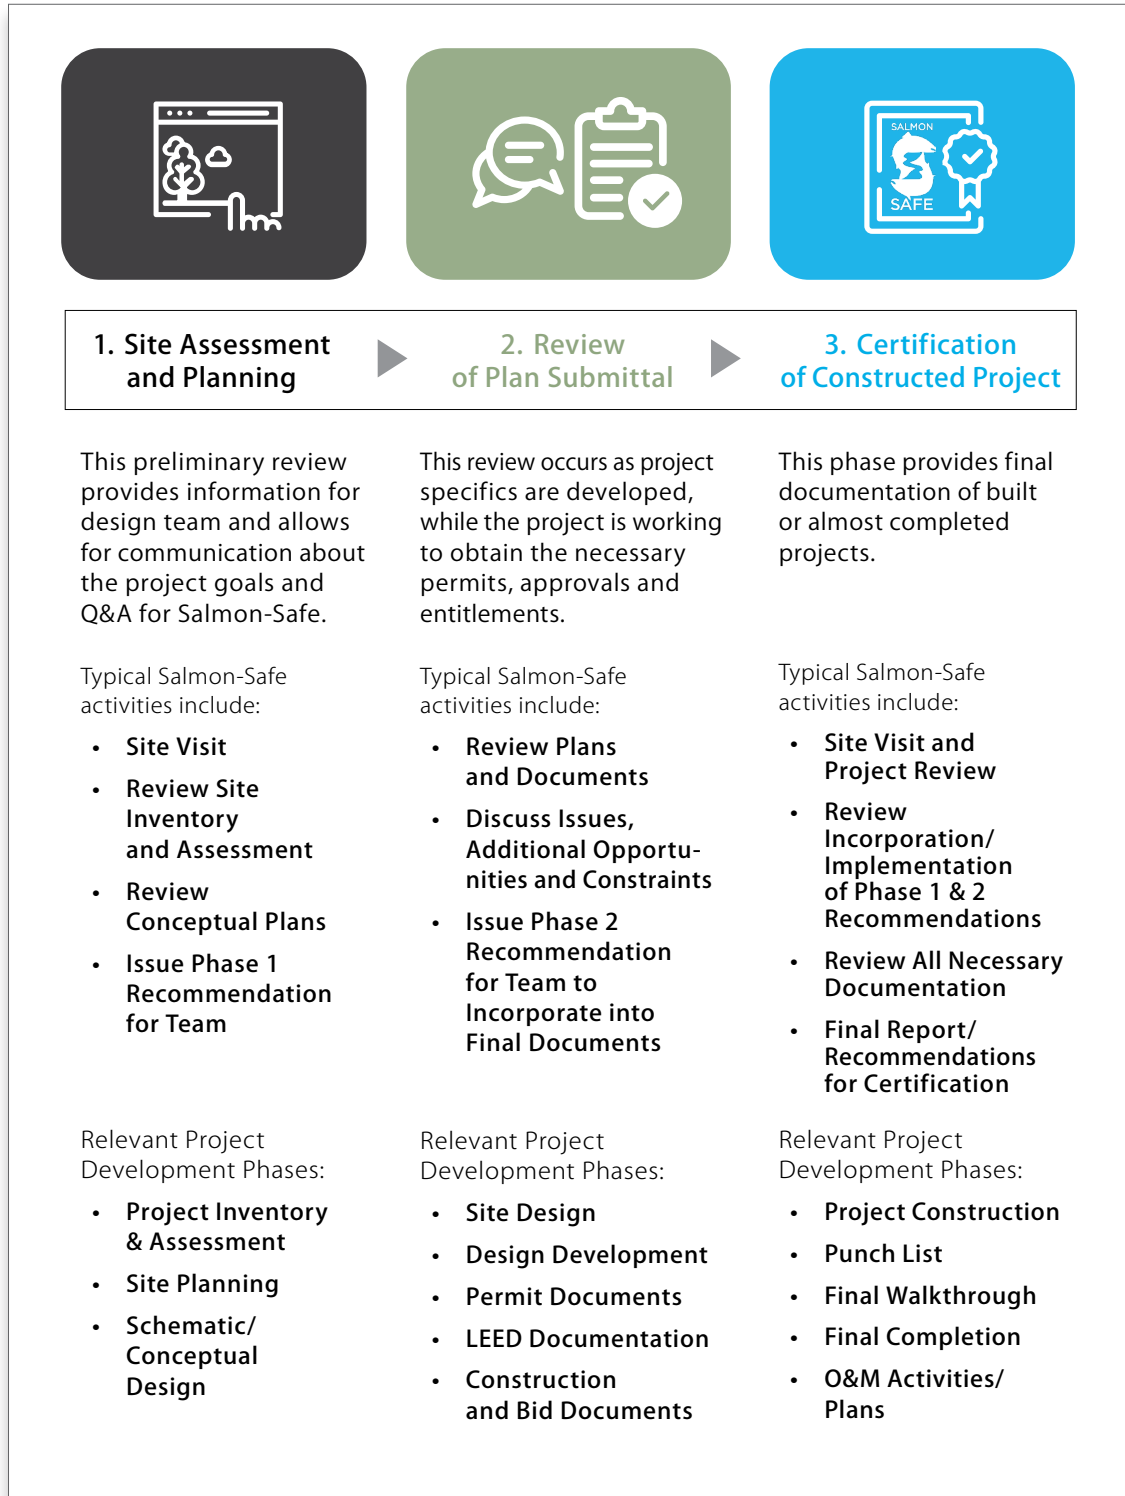 SALMON
SAFE
1. Site Assessment
and Planning
2. Review
of Plan Submittal
3. Certification
of Constructed Project
This preliminary review
provides information for
design team and allows
for communication about
the project goals and
Q&A for Salmon-Safe.
Typical Salmon-Safe
activities include:
• Site Visit
• Review Site
Inventory
and Assessment
• Review
Conceptual Plans
• Issue Phase 1
Recommendation
for Team
Relevant Project
Development Phases:
• Project Inventory
& Assessment
• Site Planning
• Schematic/
Conceptual
Design
This review occurs as project
specifics are developed,
while the project is working
to obtain the necessary
permits, approvals and
entitlements.
Typical Salmon-Safe
activities include:
• Review Plans
and Documents
• Discuss Issues,
Additional Opportu-
nities and Constraints
• Issue Phase 2
Recommendation
for Team to
Incorporate into
Final Documents
Relevant Project
Development Phases:
• Site Design
• Design Development
• Permit Documents
• LEED Documentation
• Construction
and Bid Documents
This phase provides final
documentation of built
or almost completed
projects.
Typical Salmon-Safe
activities include:
• Site Visit and
Project Review
• Review
Incorporation/
Implementation
of Phase 1 & 2
Recommendations
• Review All Necessary
Documentation
• Final Report/
Recommendations
for Certification
Relevant Project
Development Phases:
• Project Construction
• Punch List
• Final Walkthrough
• Final Completion
• O&M Activities/
Plans